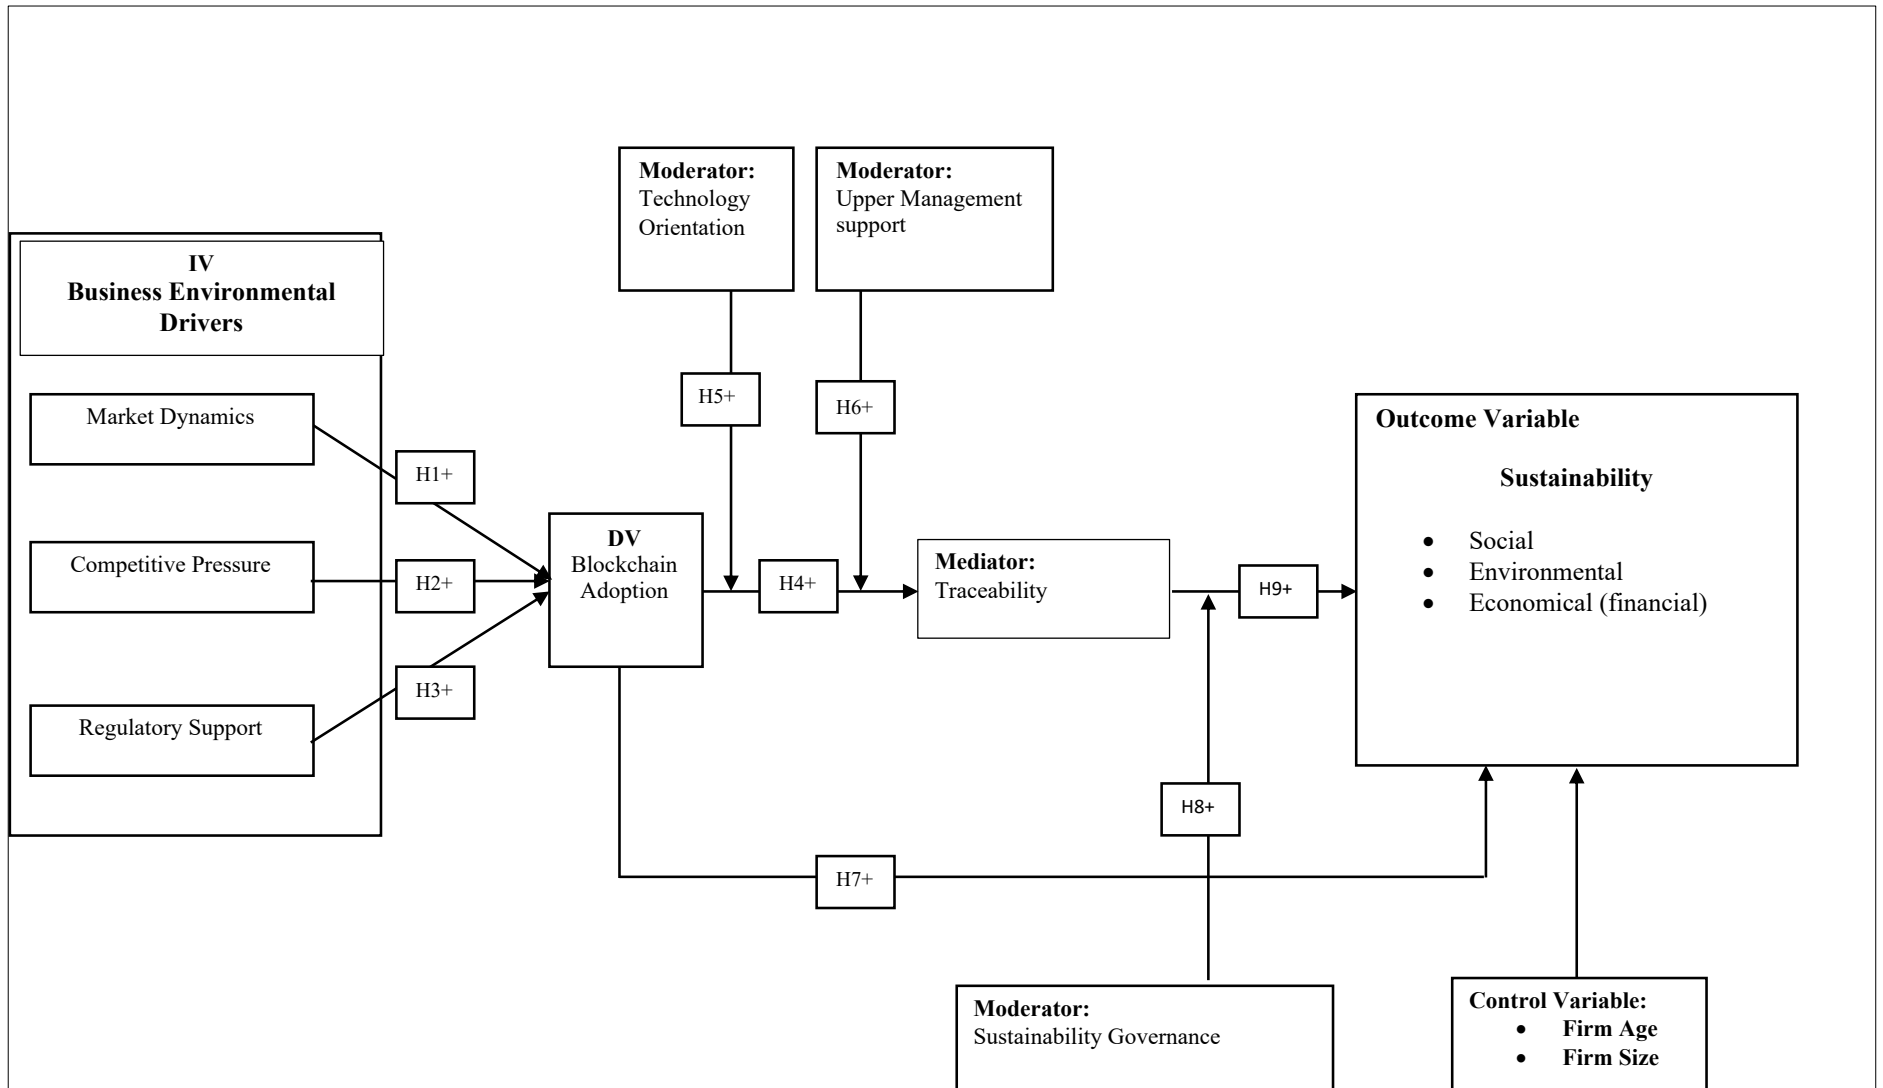 Moderator:
Technology
Orientation
Moderator:
Upper Management
support
IV
Business Environmental
Drivers
Market Dynamics
Competitive Pressure
Regulatory Support
H1+
H2+
H3+
DV
Blockchain
Adoption
H5+
H6+
H4+
Mediator:
Traceability
H9+
Outcome Variable
Sustainability
• Social
• Environmental
• Economical (financial)
H8+
H7+
Moderator:
Sustainability Governance
Control Variable:
• Firm Age
• Firm Size